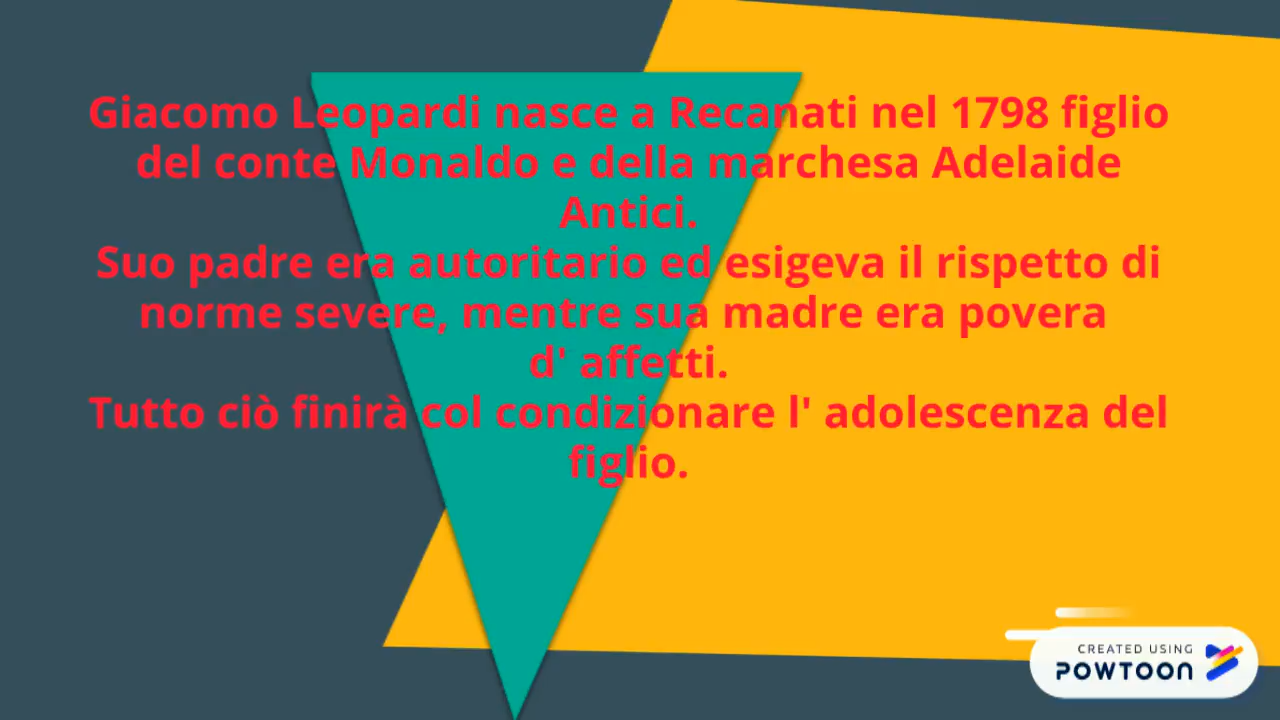 Giacomo Leopardi nasce a Recanati nel 1798 figlio
del conte Monaldo e della marchesa Adelaide
Antici.
Suo padre era autoritario ed esigeva il rispetto di
norme severe, mentre sua madre era povera
d' affetti.
Tutto ciò finirà col condizionare l' adolescenza del
figlio.
CREATED USING
POWTOON